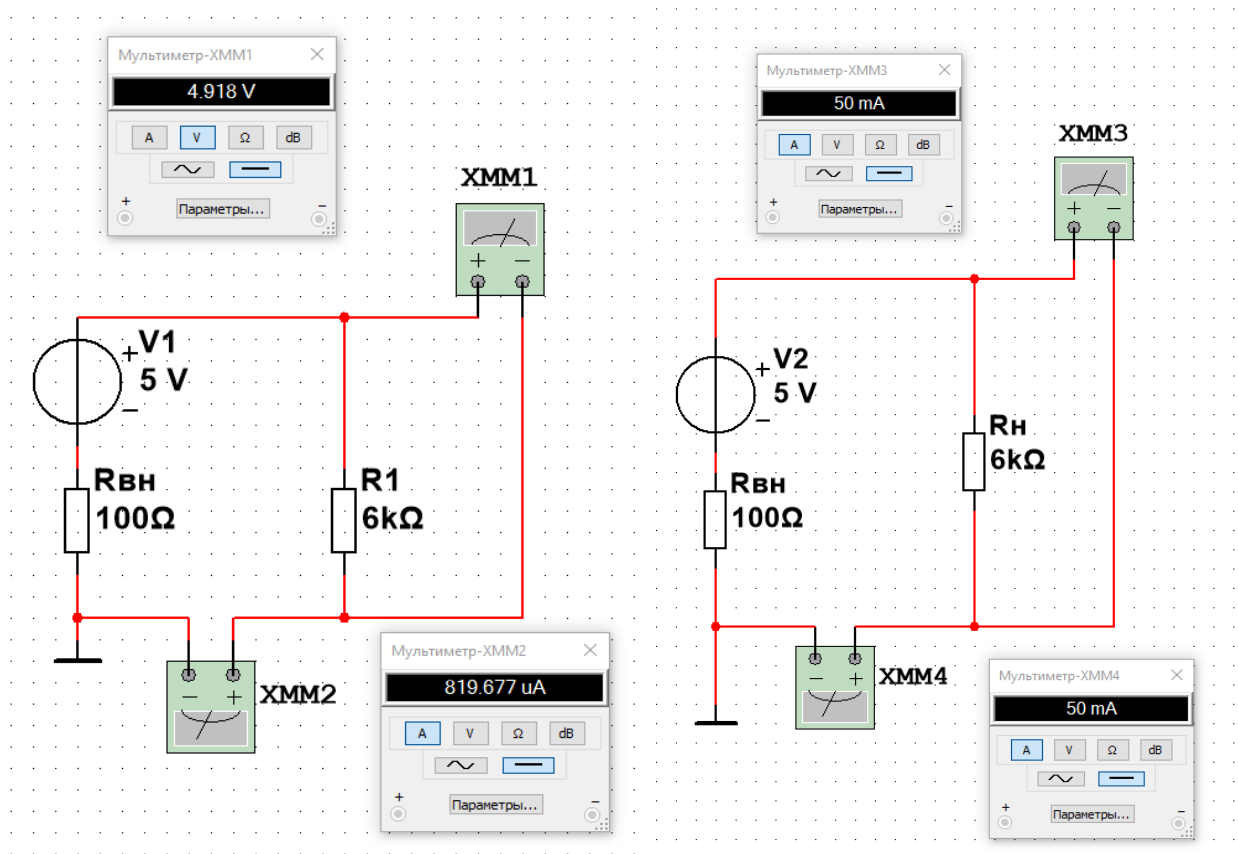 Мультиметр-XMM1
4.918 V
A V Ω dB
+ Параметры... −
XMM1
+ −
V1
+
5 V
−
Rвн
100Ω
R1
6kΩ
− +
XMM2
Мультиметр-XMM2
819.677 uA
A V Ω dB
+ Параметры... −
Мультиметр-XMM3
50 mA
A V Ω dB
+ Параметры... −
XMM3
+ −
V2
+
5 V
−
Rн
6kΩ
Rвн
100Ω
− +
XMM4
Мультиметр-XMM4
50 mA
A V Ω dB
+ Параметры... −